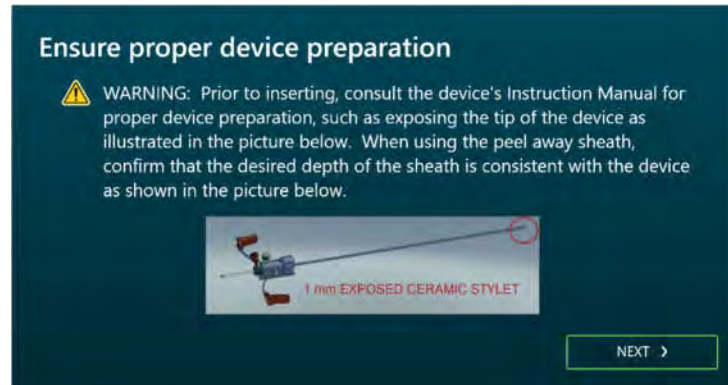 Ensure proper device preparation
WARNING: Prior to inserting, consult the device's Instruction Manual for
proper device preparation, such as exposing the tip of the device as
illustrated in the picture below. When using the peel away sheath,
confirm that the desired depth of the sheath is consistent with the device
as shown in the picture below.
1 mm EXPOSED CERAMIC STYLET
NEXT >